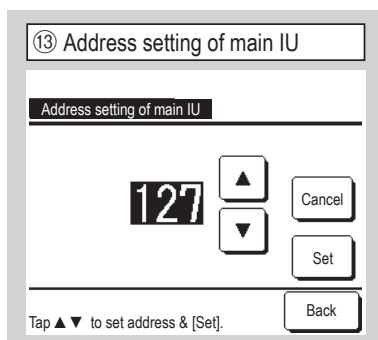 ⑬ Address setting of main IU
Address setting of main IU
127
▲
▼
Cancel
Set
Tap ▲▼ to set address & [Set].
Back